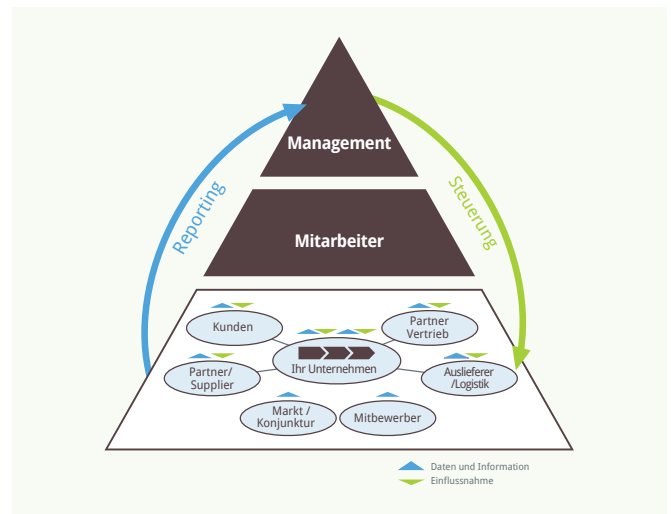 Management
Reporting
Steuerung
Mitarbeiter
Kunden
Partner
Vertrieb
Ihr Unternehmen
Partner/
Supplier
Auslieferer
/Logistik
Markt /
Konjunktur
Mitbewerber
Daten und Information
Einflussnahme